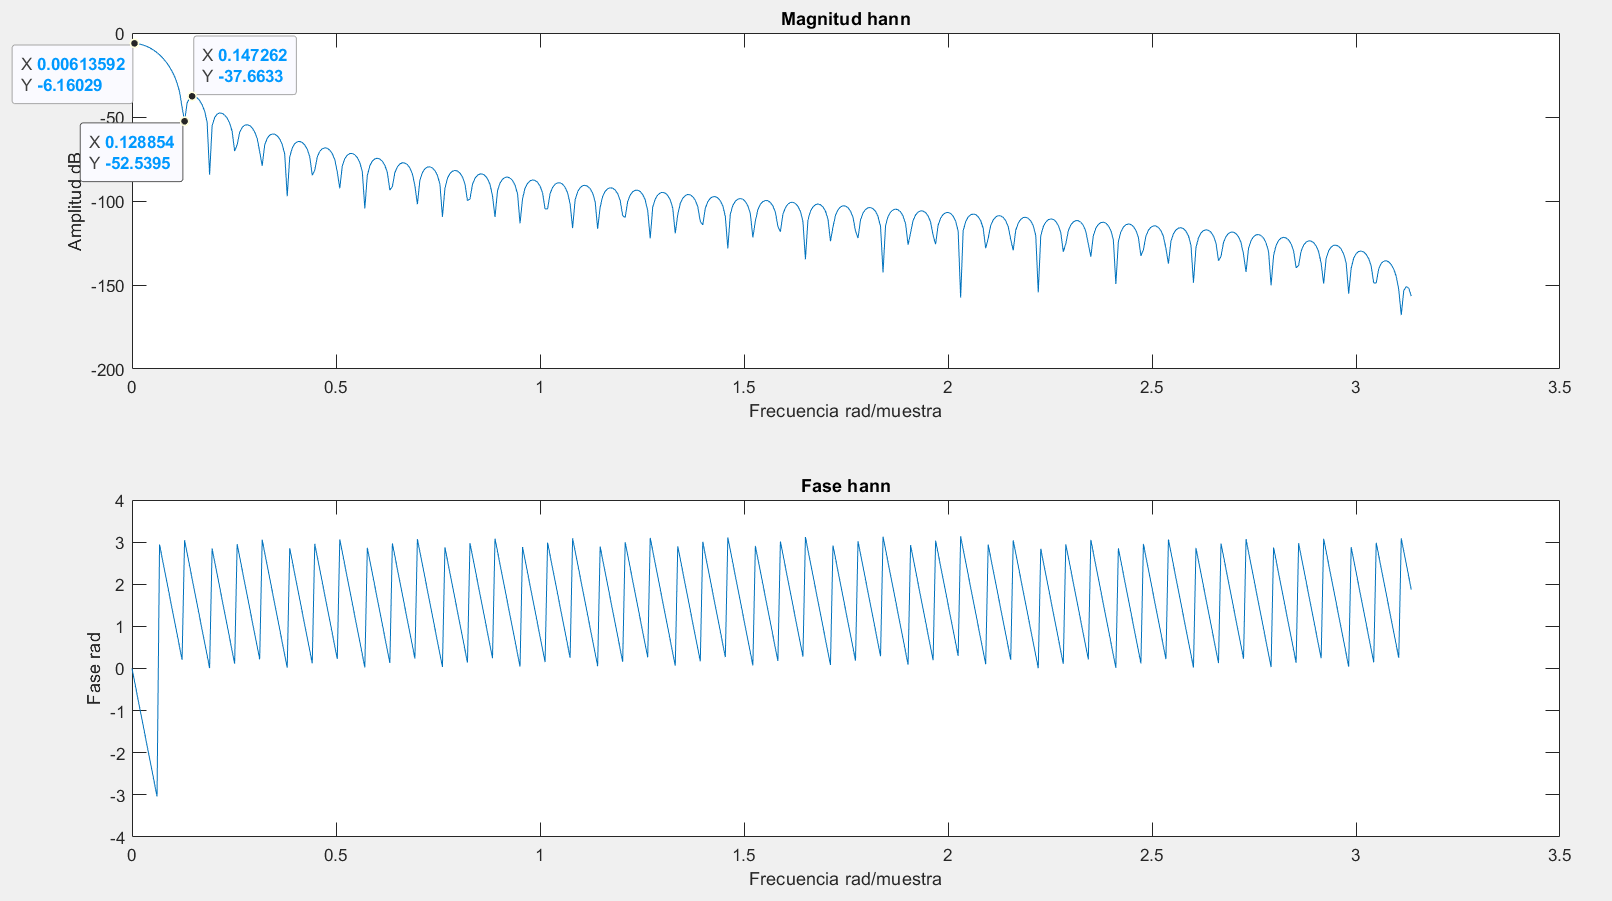 Magnitud hann
0
-50
-100
-150
-200
Amplitud dB
X 0.00613592
Y -6.16029
X 0.147262
Y -37.6633
X 0.128854
Y -52.5395
0 0.5 1 1.5 2 2.5 3 3.5
Frecuencia rad/muestra
Fase hann
4
3
2
1
0
-1
-2
-3
-4
Fase rad
0 0.5 1 1.5 2 2.5 3 3.5
Frecuencia rad/muestra